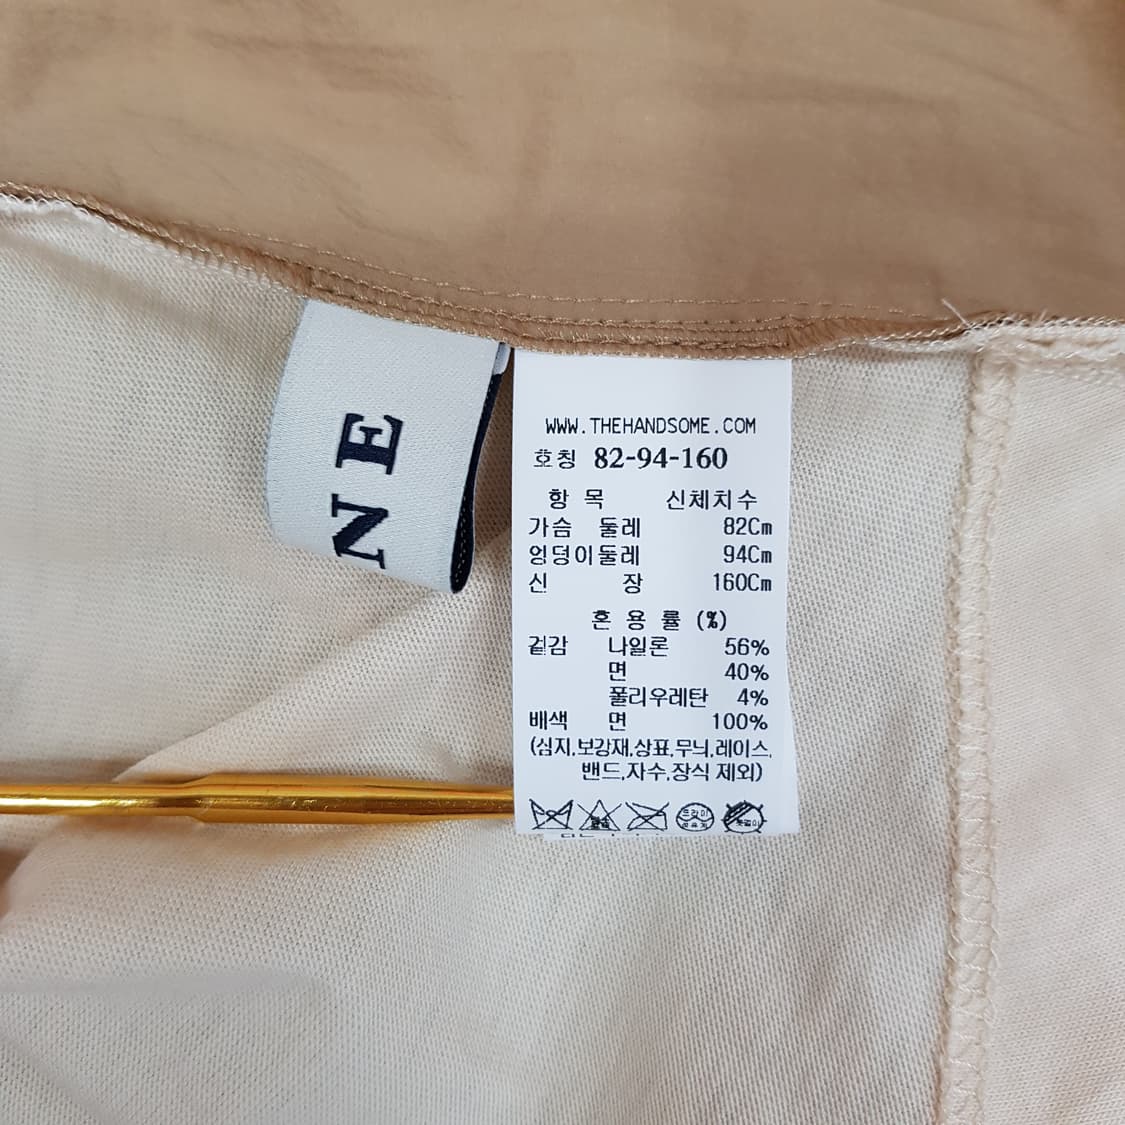 NE
WWW.THEHANDSOME.COM
호칭 82-94-160
항 목 신체치수
가슴 둘레 82Cm
엉덩이둘레 94Cm
신 장 160Cm
혼 용 률 (%)
겉감 나일론 56%
면 40%
폴리우레탄 4%
배색 면 100%
(심지,보강재,상표,무늬,레이스,
밴드,자수,장식 제외)
드라이